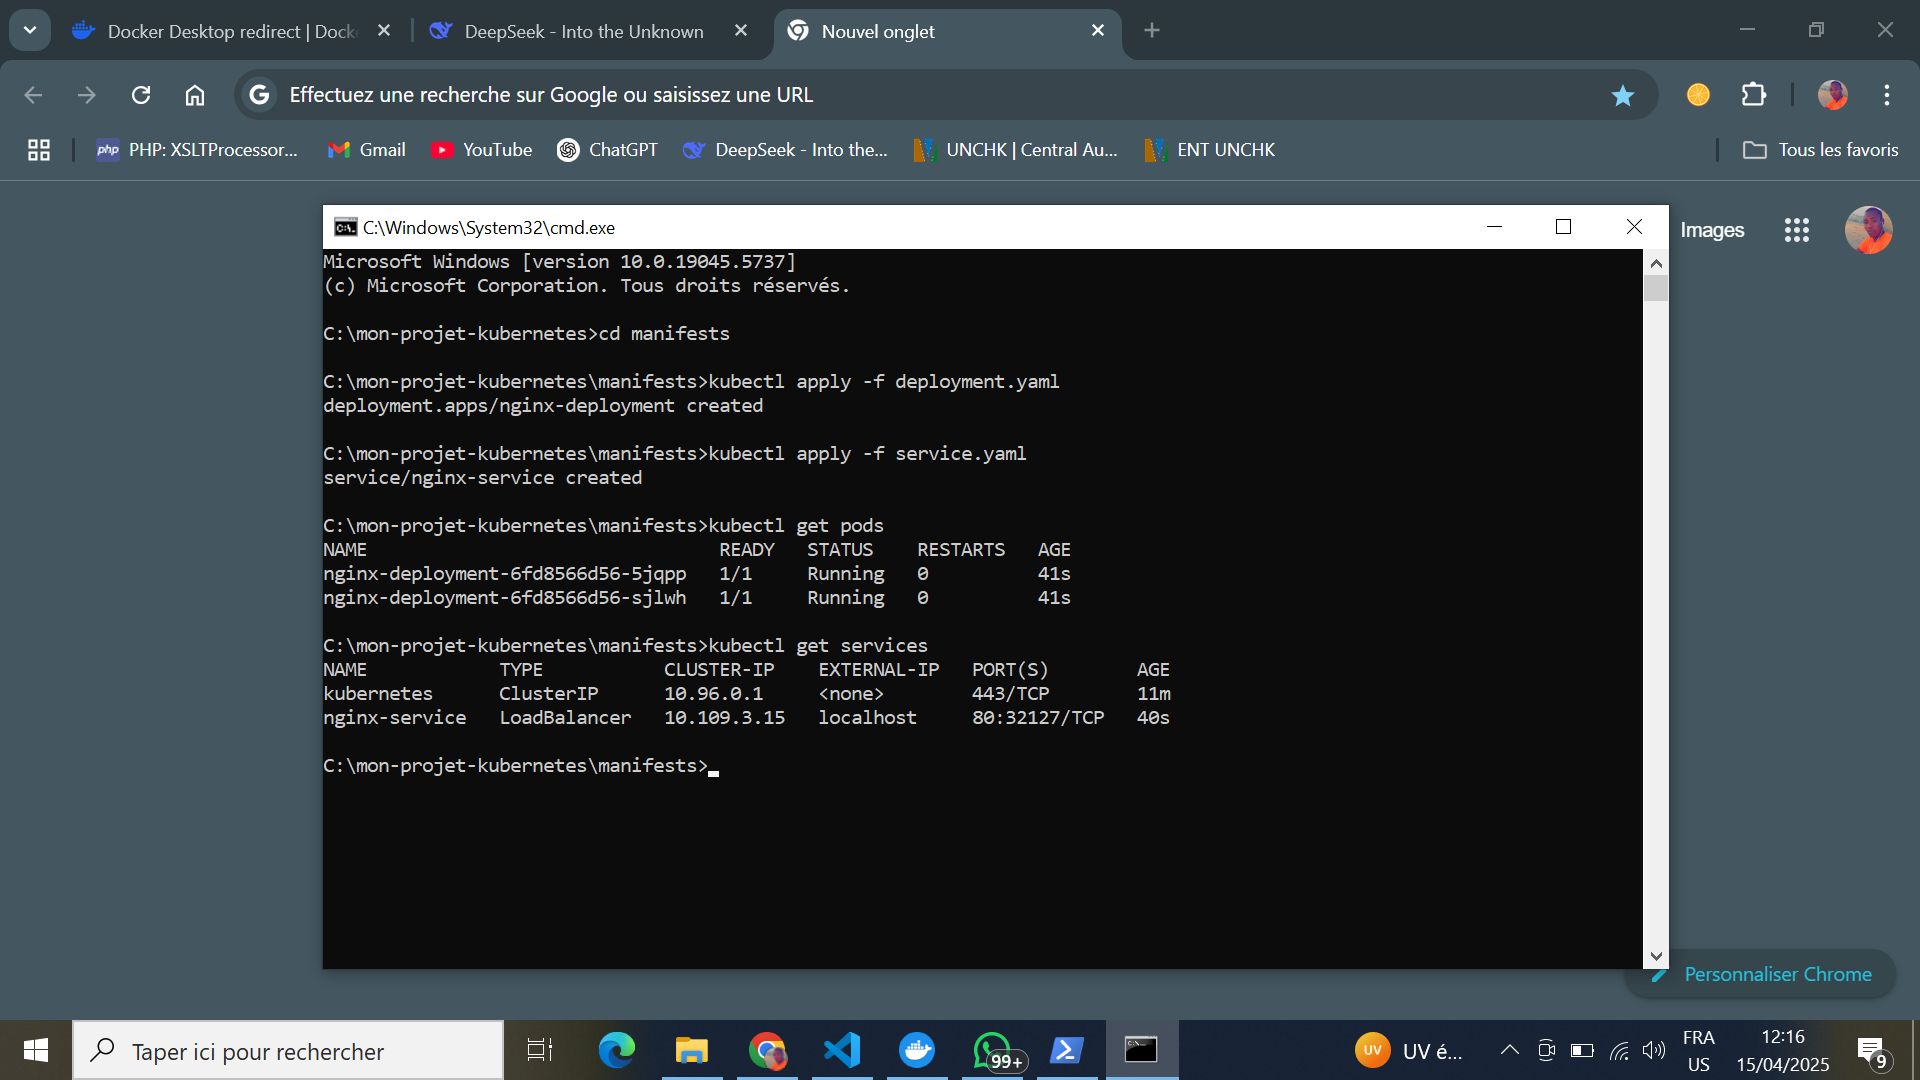 Docker Desktop redirect | Docke
DeepSeek - Into the Unknown
Nouvel onglet
Effectuez une recherche sur Google ou saisissez une URL
php PHP: XSLTProcessor...
Gmail
YouTube
ChatGPT
DeepSeek - Into the...
UNCHK | Central Au...
ENT UNCHK
Tous les favoris
C:\Windows\System32\cmd.exe
Images
Microsoft Windows [version 10.0.19045.5737]
(c) Microsoft Corporation. Tous droits réservés.
C:\mon-projet-kubernetes>cd manifests
C:\mon-projet-kubernetes\manifests>kubectl apply -f deployment.yaml
deployment.apps/nginx-deployment created
C:\mon-projet-kubernetes\manifests>kubectl apply -f service.yaml
service/nginx-service created
C:\mon-projet-kubernetes\manifests>kubectl get pods
NAME READY STATUS RESTARTS AGE
nginx-deployment-6fd8566d56-5jqpp 1/1 Running 0 41s
nginx-deployment-6fd8566d56-sjlwh 1/1 Running 0 41s
C:\mon-projet-kubernetes\manifests>kubectl get services
NAME TYPE CLUSTER-IP EXTERNAL-IP PORT(S) AGE
kubernetes ClusterIP 10.96.0.1 <none> 443/TCP 11m
nginx-service LoadBalancer 10.109.3.15 localhost 80:32127/TCP 40s
C:\mon-projet-kubernetes\manifests>
Personnaliser Chrome
Taper ici pour rechercher
99+
UV
UV é...
FRA
US
12:16
15/04/2025
9